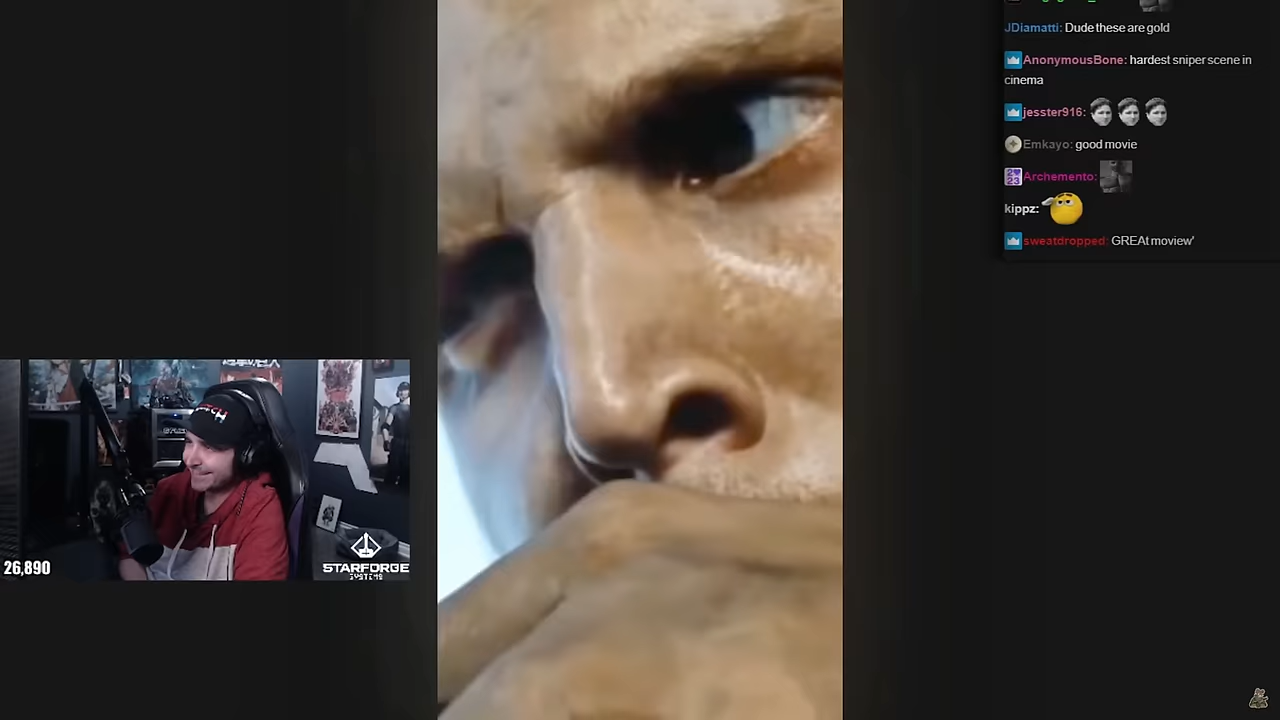 JDiamatti: Dude these are gold
AnonymousBone: hardest sniper scene in
cinema
jesster916:
Emkayo: good movie
Archemento:
kippz:
sweatdropped: GREAt moview'
26,890
STARFORGE
SYSTEMS